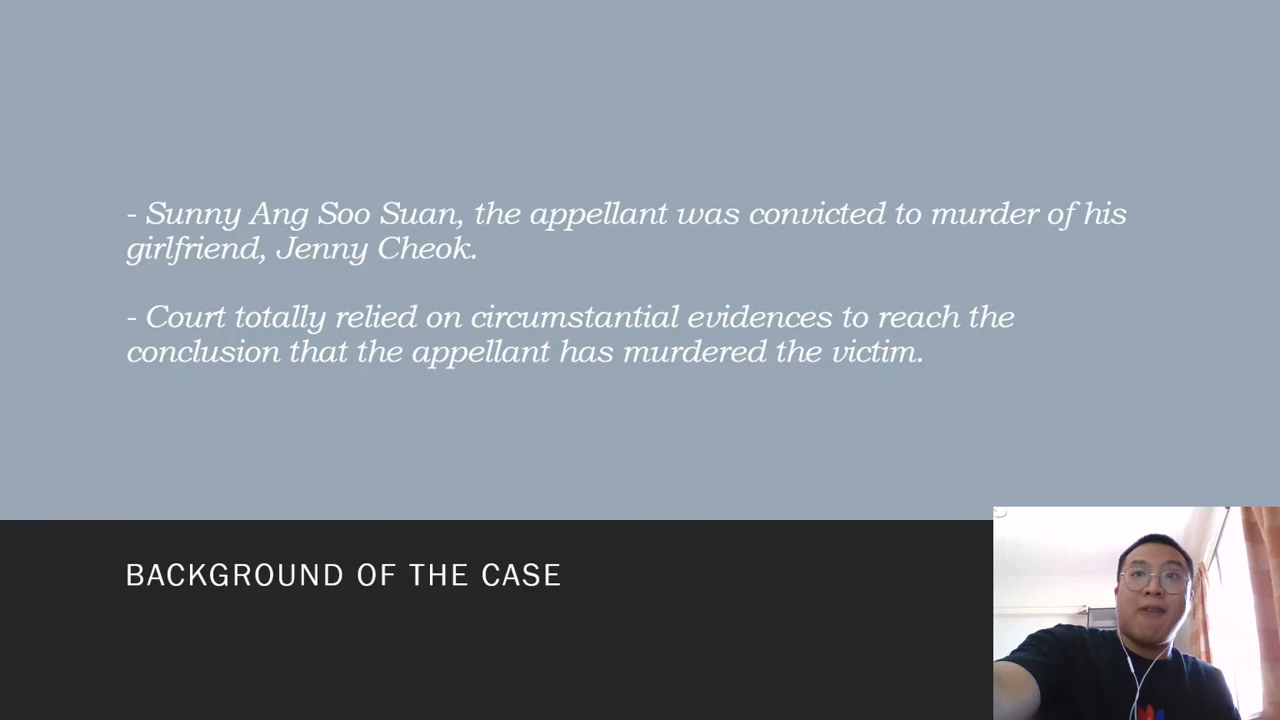 - Sunny Ang Soo Suan, the appellant was convicted to murder of his
girlfriend, Jenny Cheok.
- Court totally relied on circumstantial evidences to reach the
conclusion that the appellant has murdered the victim.
BACKGROUND OF THE CASE